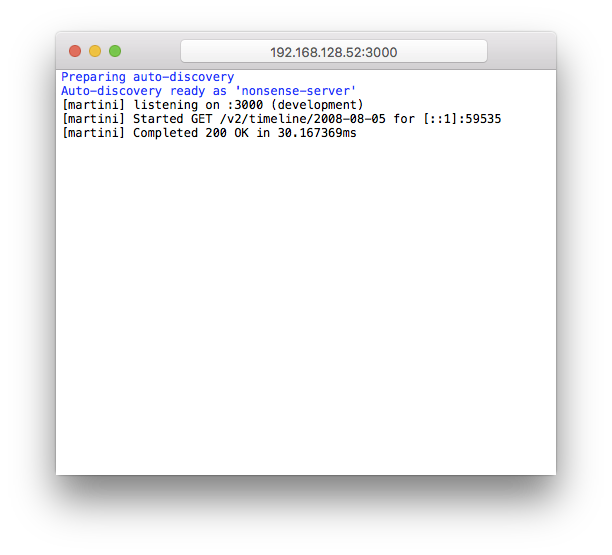 192.168.128.52:3000
Preparing auto-discovery
Auto-discovery ready as 'nonsense-server'
[martini] listening on :3000 (development)
[martini] Started GET /v2/timeline/2008-08-05 for [::1]:59535
[martini] Completed 200 OK in 30.167369ms